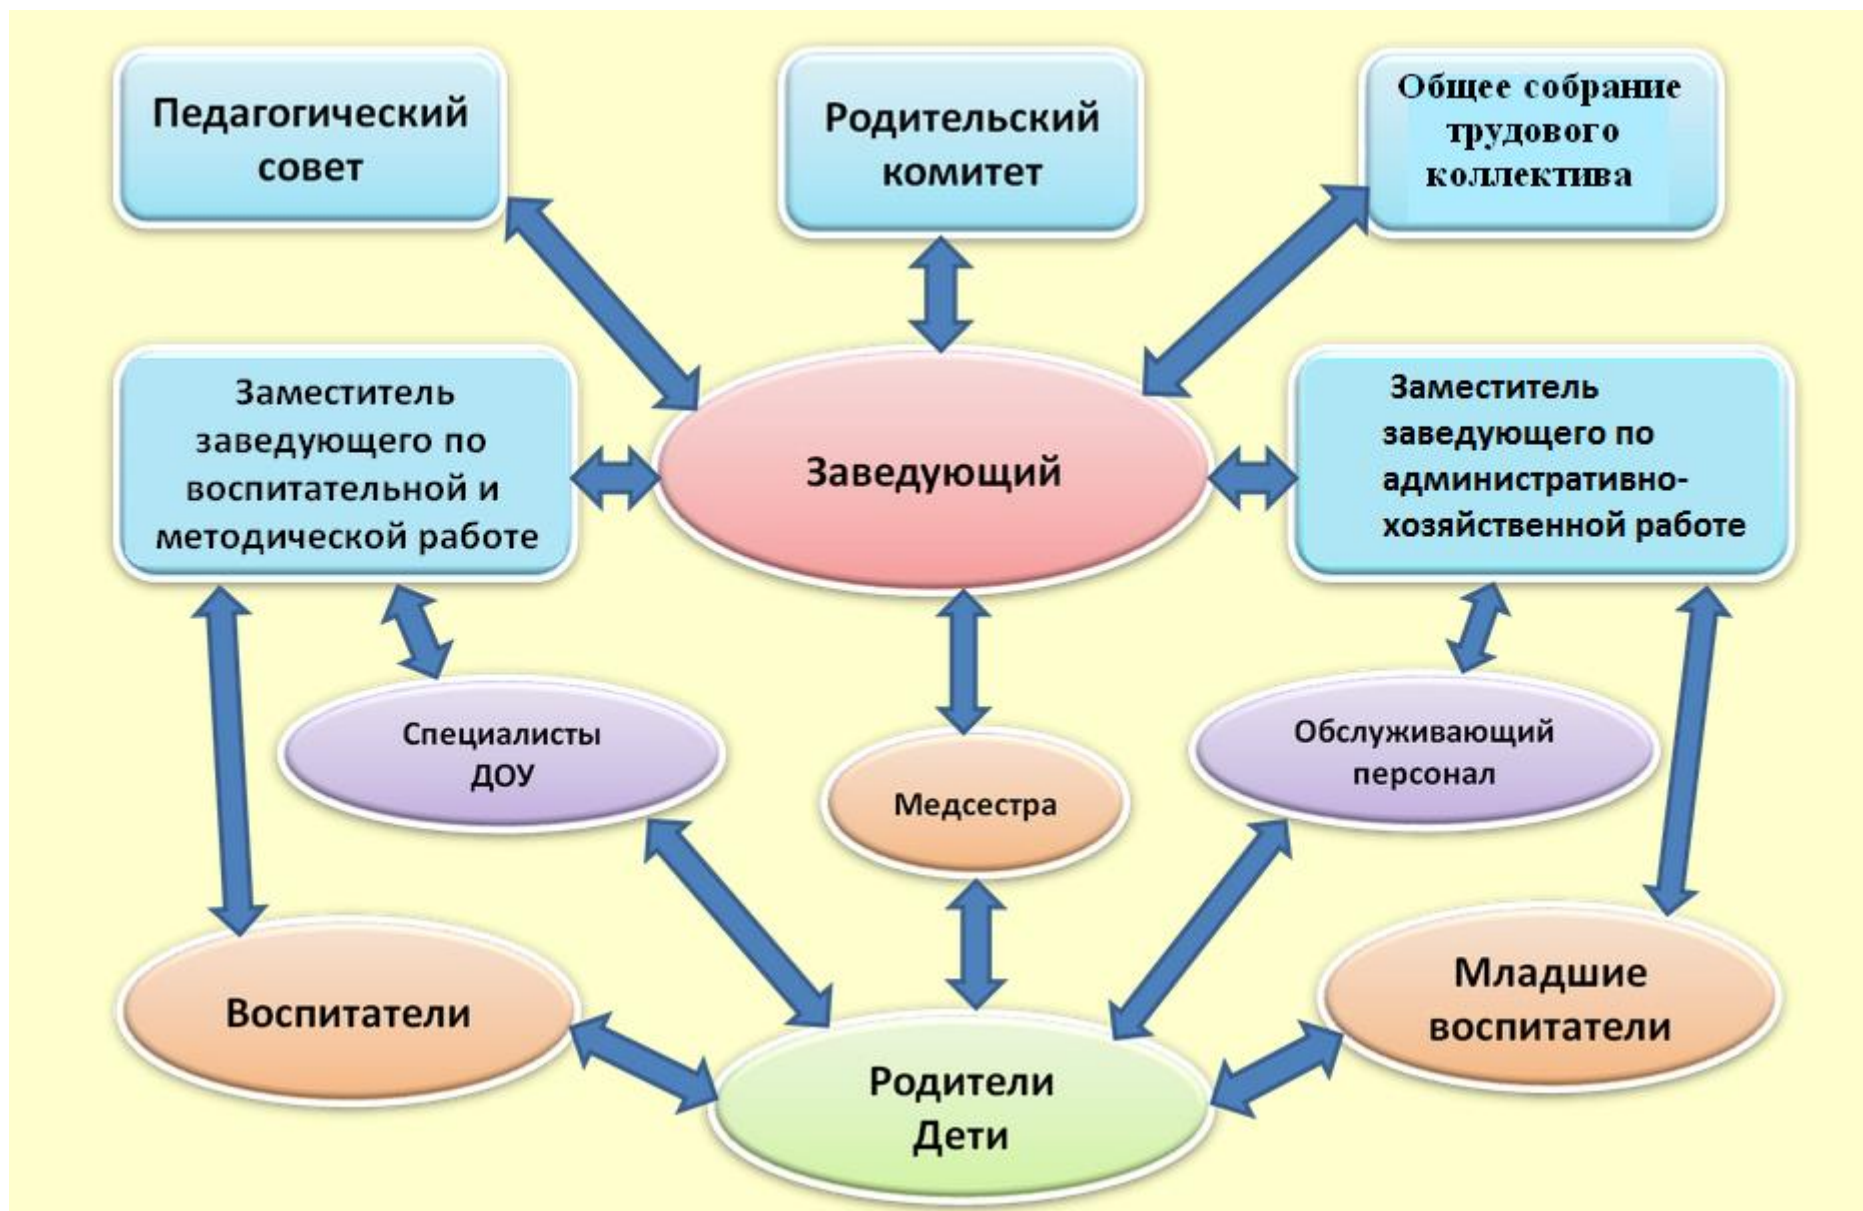 Педагогический
совет
Родительский
комитет
Общее собрание
трудового
коллектива
Заместитель
заведующего по
воспитательной и
методической работе
Заведующий
Заместитель
заведующего по
административно-
хозяйственной работе
Специалисты
ДОУ
Медсестра
Обслуживающий
персонал
Воспитатели
Родители
Дети
Младшие
воспитатели